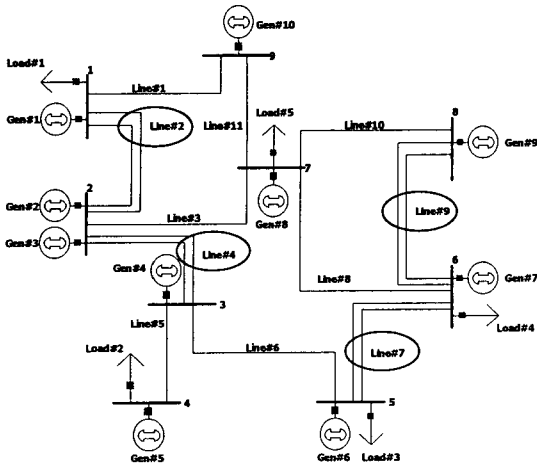 Gen#10
Load#1
1
9
Line#1
Load#5
8
Gen#1
Line#2
Line#11
Line#10
Gen#9
7
2
Gen#2
Line#9
Line#3
Gen#8
Gen#3
Line#4
6
Gen#4
Line#8
Gen#7
3
Line#5
Load#4
Load#2
Line#6
Line#7
4
5
Gen#5
Gen#6
Load#3